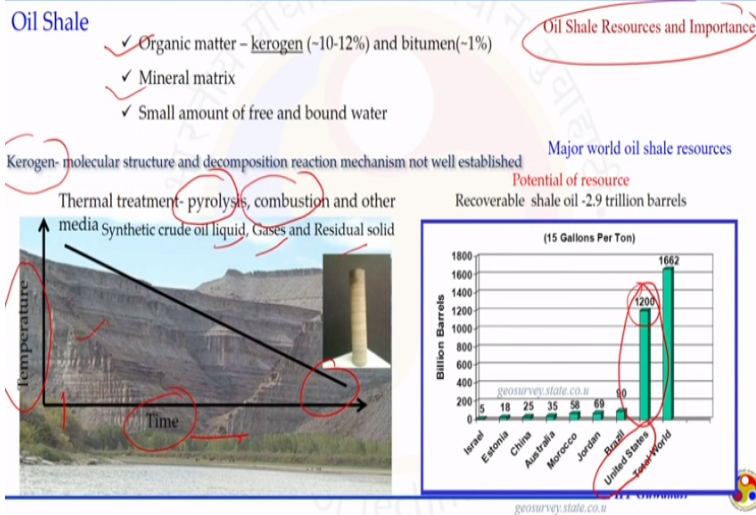 Oil Shale
Oil Shale Resources and Importance
✓ Organic matter – kerogen (~10-12%) and bitumen(~1%)
✓ Mineral matrix
✓ Small amount of free and bound water
Kerogen- molecular structure and decomposition reaction mechanism not well established
Thermal treatment- pyrolysis, combustion and other
media Synthetic crude oil liquid, Gases and Residual solid
Temperature
Time
Major world oil shale resources
Potential of resource
Recoverable shale oil -2.9 trillion barrels
(15 Gallons Per Ton)
Billion Barrels
1800
1600
1400
1200
1000
800
600
400
200
0
5
18
25
35
58
69
90
1200
1662
geosurvey.state.co.u
Israel
Estonia
China
Australia
Morocco
Jordan
Brazil
United States
Total World
geosurvey.state.co.u